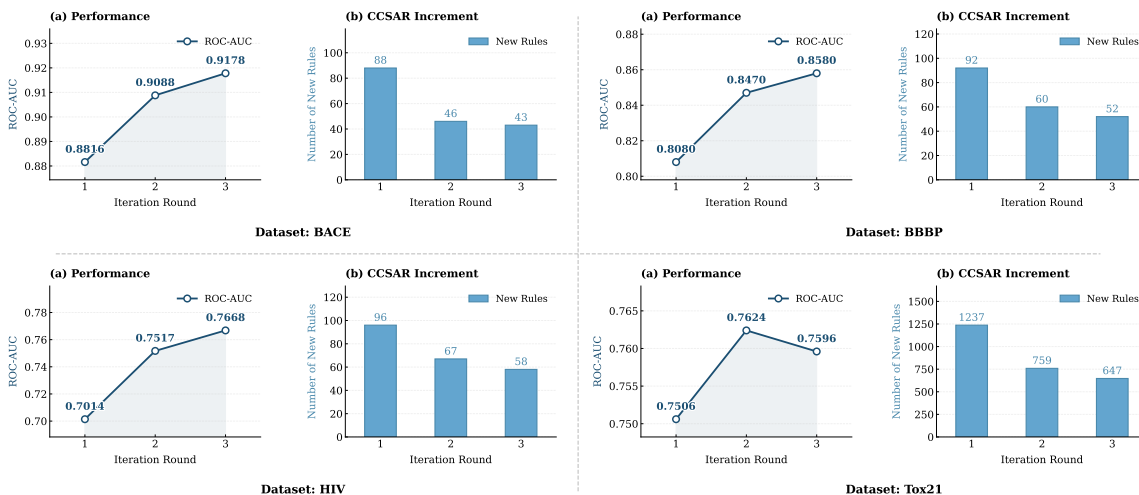 (a) Performance
ROC-AUC
0.93
0.92
0.91
0.90
0.89
0.88
ROC-AUC
0.8816
0.9088
0.9178
1
2
3
Iteration Round
(b) CCSAR Increment
Number of New Rules
100
80
60
40
20
0
New Rules
88
46
43
1
2
3
Iteration Round
Dataset: BACE
(a) Performance
ROC-AUC
0.88
0.86
0.84
0.82
0.80
ROC-AUC
0.8080
0.8470
0.8580
1
2
3
Iteration Round
(b) CCSAR Increment
Number of New Rules
120
100
80
60
40
20
0
New Rules
92
60
52
1
2
3
Iteration Round
Dataset: BBBP
(a) Performance
ROC-AUC
0.78
0.76
0.74
0.72
0.70
ROC-AUC
0.7014
0.7517
0.7668
1
2
3
Iteration Round
(b) CCSAR Increment
Number of New Rules
120
100
80
60
40
20
0
New Rules
96
67
58
1
2
3
Iteration Round
Dataset: HIV
(a) Performance
ROC-AUC
0.765
0.760
0.755
0.750
ROC-AUC
0.7506
0.7624
0.7596
1
2
3
Iteration Round
(b) CCSAR Increment
Number of New Rules
1500
1250
1000
750
500
250
0
New Rules
1237
759
647
1
2
3
Iteration Round
Dataset: Tox21